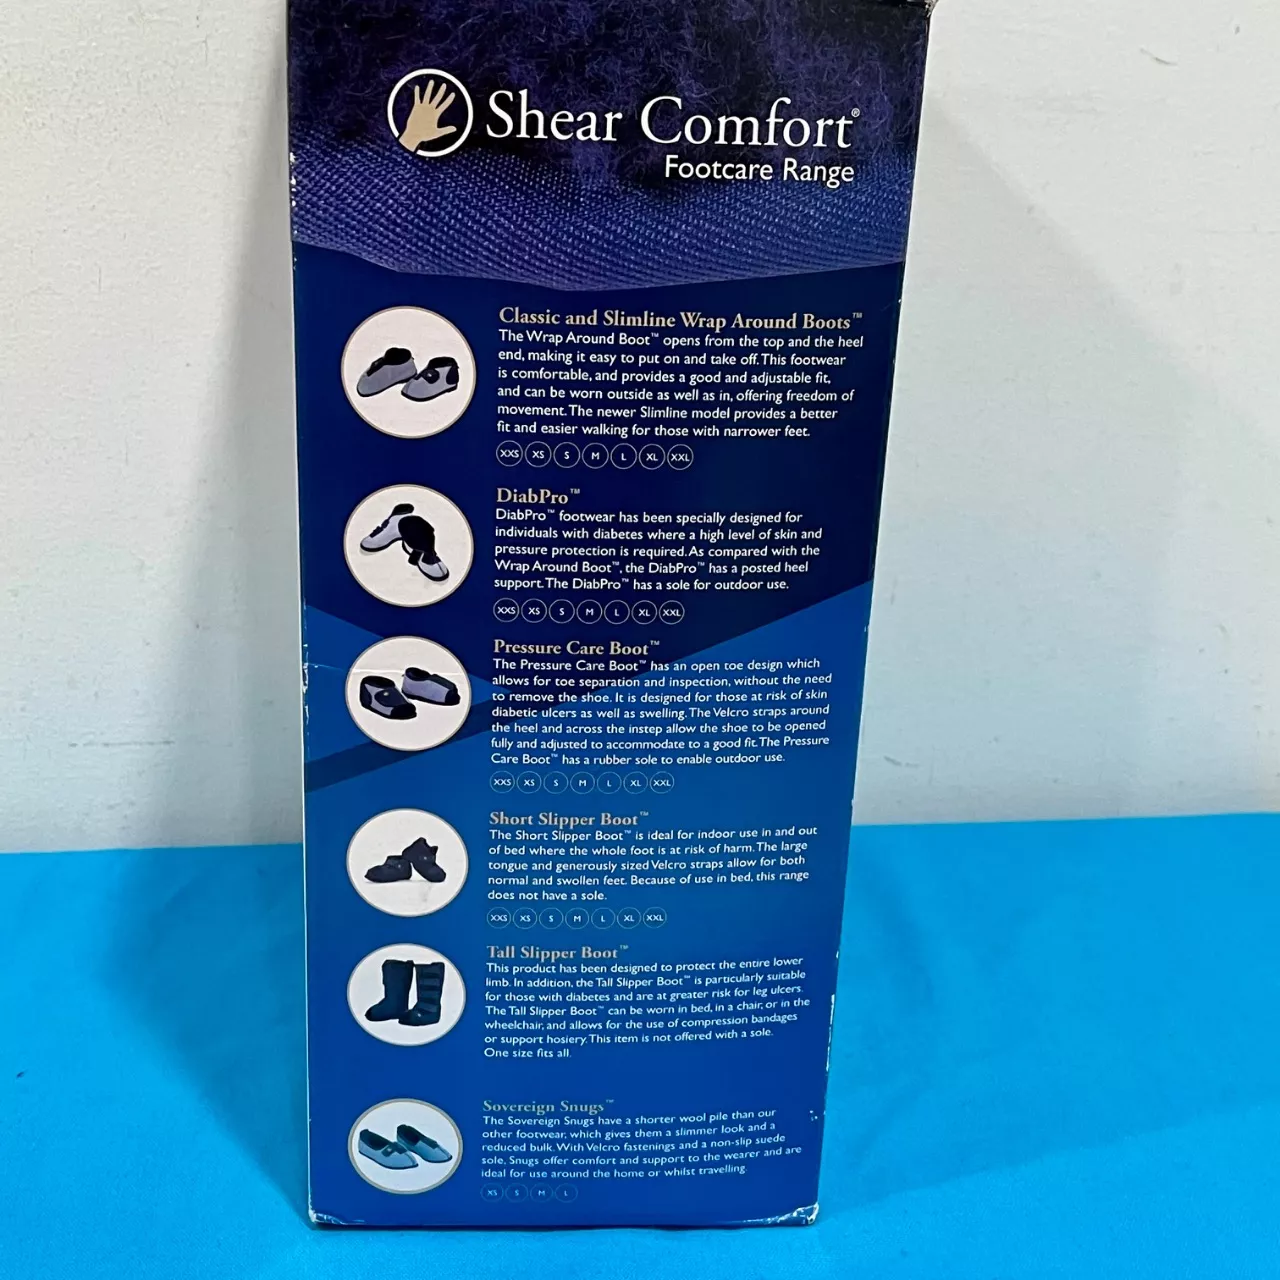 Shear Comfort®
Footcare Range
Classic and Slimline Wrap Around Boots™
The Wrap Around Boot™ opens from the top and the heel
end, making it easy to put on and take off. This footwear
is comfortable, and provides a good and adjustable fit,
and can be worn outside as well as in, offering freedom of
movement. The newer Slimline model provides a better
fit and easier walking for those with narrower feet.
XXS XS S M L XL XXL
DiabPro™
DiabPro™ footwear has been specially designed for
individuals with diabetes where a high level of skin and
pressure protection is required. As compared with the
Wrap Around Boot™, the DiabPro™ has a posted heel
support. The DiabPro™ has a sole for outdoor use.
XXS XS S M L XL XXL
Pressure Care Boot™
The Pressure Care Boot™ has an open toe design which
allows for toe separation and inspection, without the need
to remove the shoe. It is designed for those at risk of skin
diabetic ulcers as well as swelling. The Velcro straps around
the heel and across the instep allow the shoe to be opened
fully and adjusted to accommodate to a good fit. The Pressure
Care Boot™ has a rubber sole to enable outdoor use.
XXS XS S M L XL XXL
Short Slipper Boot™
The Short Slipper Boot™ is ideal for indoor use in and out
of bed where the whole foot is at risk of harm. The large
tongue and generously sized Velcro straps allow for both
normal and swollen feet. Because of use in bed, this range
does not have a sole.
XXS XS S M L XL XXL
Tall Slipper Boot™
This product has been designed to protect the entire lower
limb. In addition, the Tall Slipper Boot™ is particularly suitable
for those with diabetes and are at greater risk for leg ulcers.
The Tall Slipper Boot™ can be worn in bed, in a chair, or in the
wheelchair, and allows for the use of compression bandages
or support hosiery. This item is not offered with a sole.
One size fits all.
Sovereign Snugs™
The Sovereign Snugs have a shorter wool pile than our
other footwear, which gives them a slimmer look and a
reduced bulk. With Velcro fastenings and a non-slip suede
sole, Snugs offer comfort and support to the wearer and are
ideal for use around the home or whilst travelling.
XS S M L